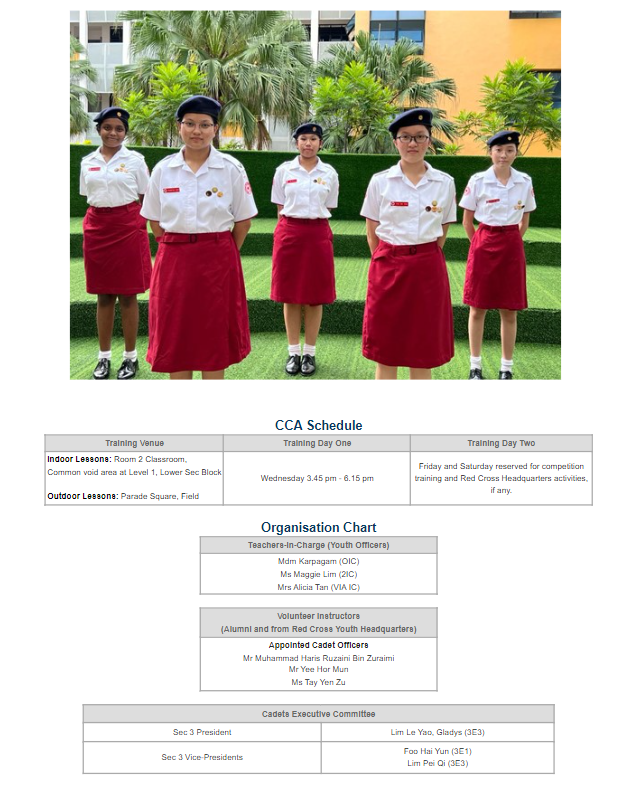 CCA Schedule
Training Venue
Training Day One
Training Day Two
Indoor Lessons: Room 2 Classroom,
Common void area at Level 1, Lower Sec Block
Outdoor Lessons: Parade Square, Field
Wednesday 3.45 pm - 6.15 pm
Friday and Saturday reserved for competition
training and Red Cross Headquarters activities,
if any.
Organisation Chart
Teachers-in-Charge (Youth Officers)
Mdm Karpagam (OIC)
Ms Maggie Lim (2IC)
Mrs Alicia Tan (VIA IC)
Volunteer Instructors
(Alumni and from Red Cross Youth Headquarters)
Appointed Cadet Officers
Mr Muhammad Haris Ruzaini Bin Zuraimi
Mr Yee Hor Mun
Ms Tay Yen Zu
Cadets Executive Committee
Sec 3 President
Lim Le Yao, Gladys (3E3)
Sec 3 Vice-Presidents
Foo Hai Yun (3E1)
Lim Pei Qi (3E3)